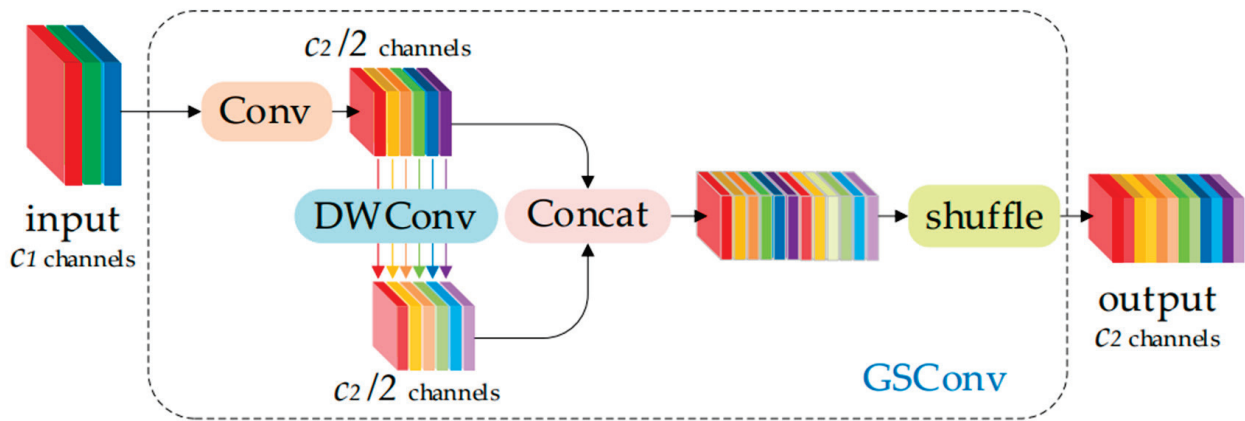 input
C1 channels
Conv
C2 /2 channels
DWConv
C2 /2 channels
Concat
shuffle
output
C2 channels
GSConv